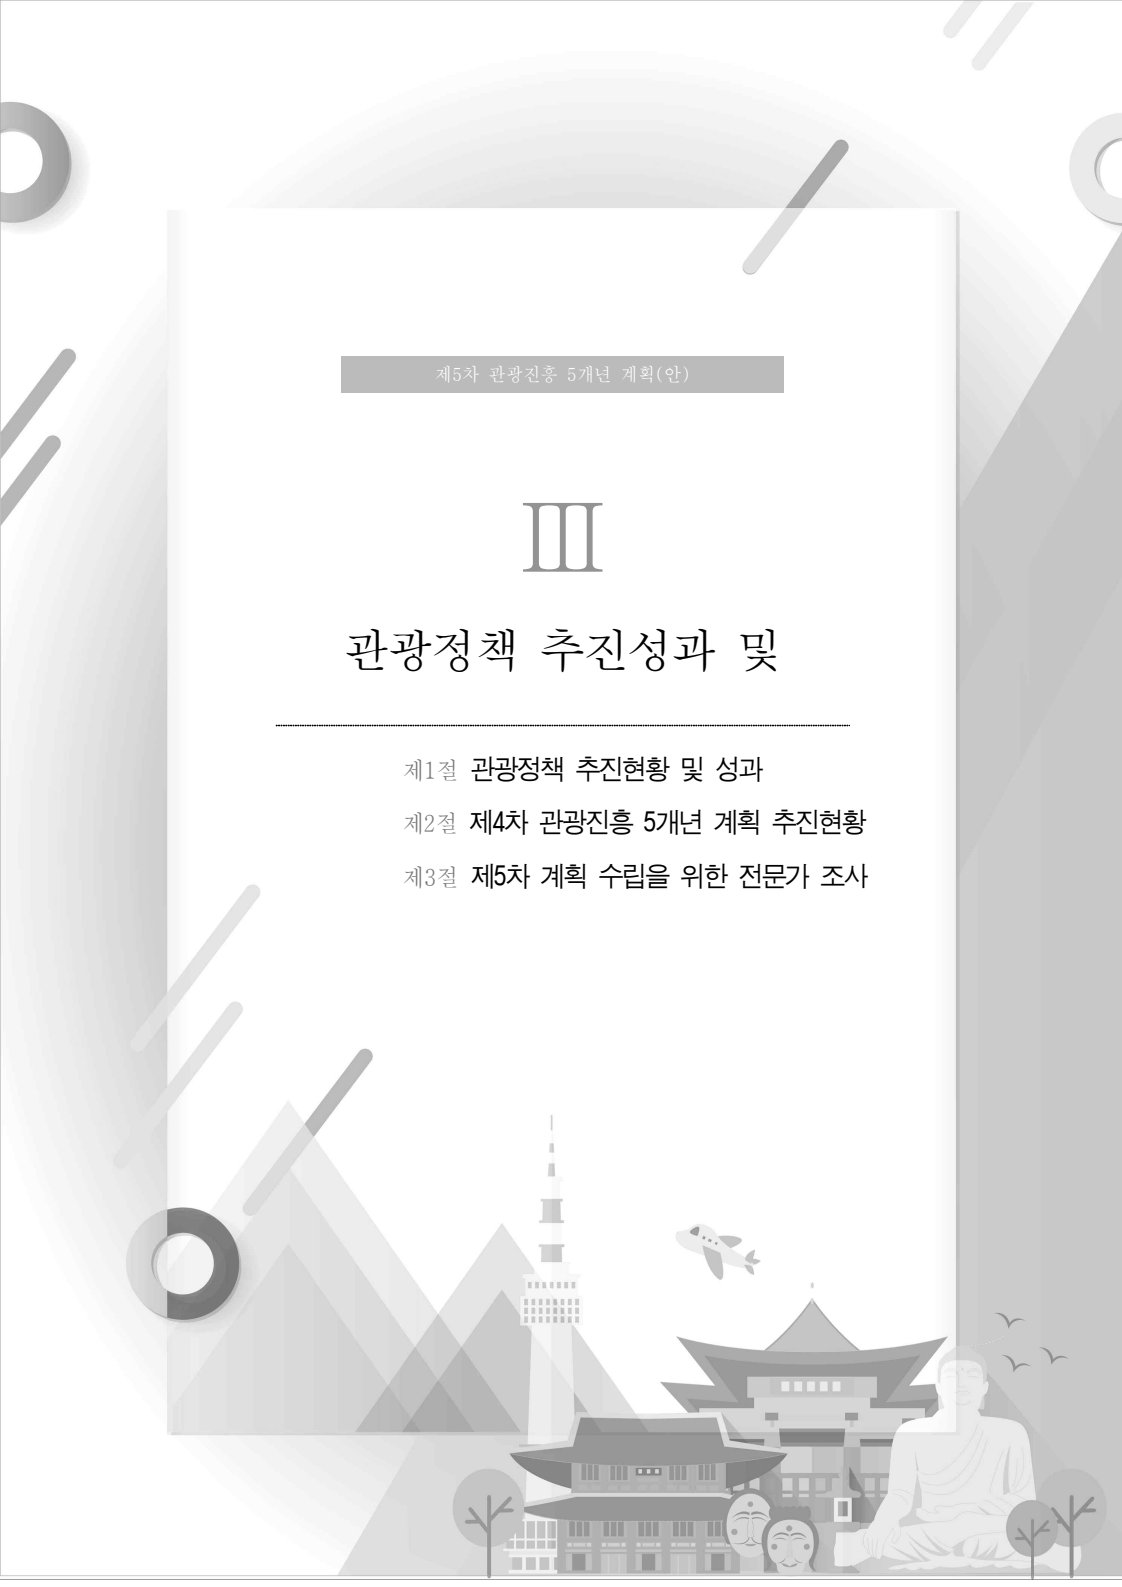 제5차 관광진흥 5개년 계획(안)
Ⅲ
관광정책 추진성과 및
제1절 관광정책 추진현황 및 성과
제2절 제4차 관광진흥 5개년 계획 추진현황
제3절 제5차 계획 수립을 위한 전문가 조사